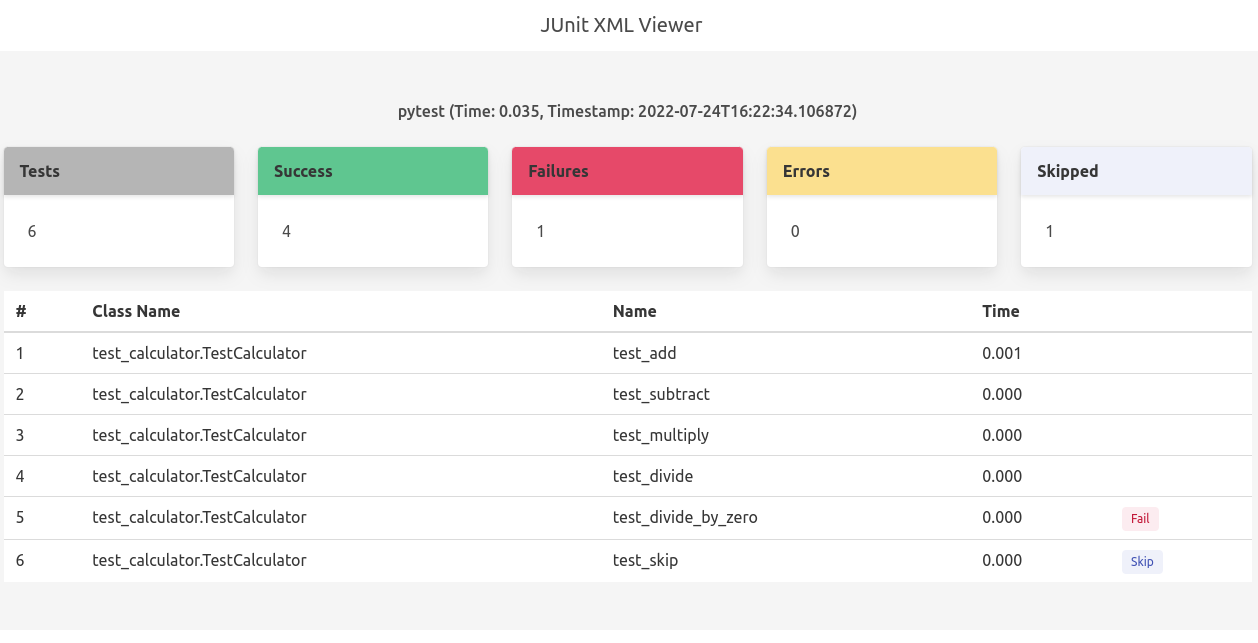 JUnit XML Viewer
pytest (Time: 0.035, Timestamp: 2022-07-24T16:22:34.106872)
Tests Success Failures Errors Skipped
6 4 1 0 1
# Class Name Name Time
1 test_calculator.TestCalculator test_add 0.001
2 test_calculator.TestCalculator test_subtract 0.000
3 test_calculator.TestCalculator test_multiply 0.000
4 test_calculator.TestCalculator test_divide 0.000
5 test_calculator.TestCalculator test_divide_by_zero 0.000 Fail
6 test_calculator.TestCalculator test_skip 0.000 Skip